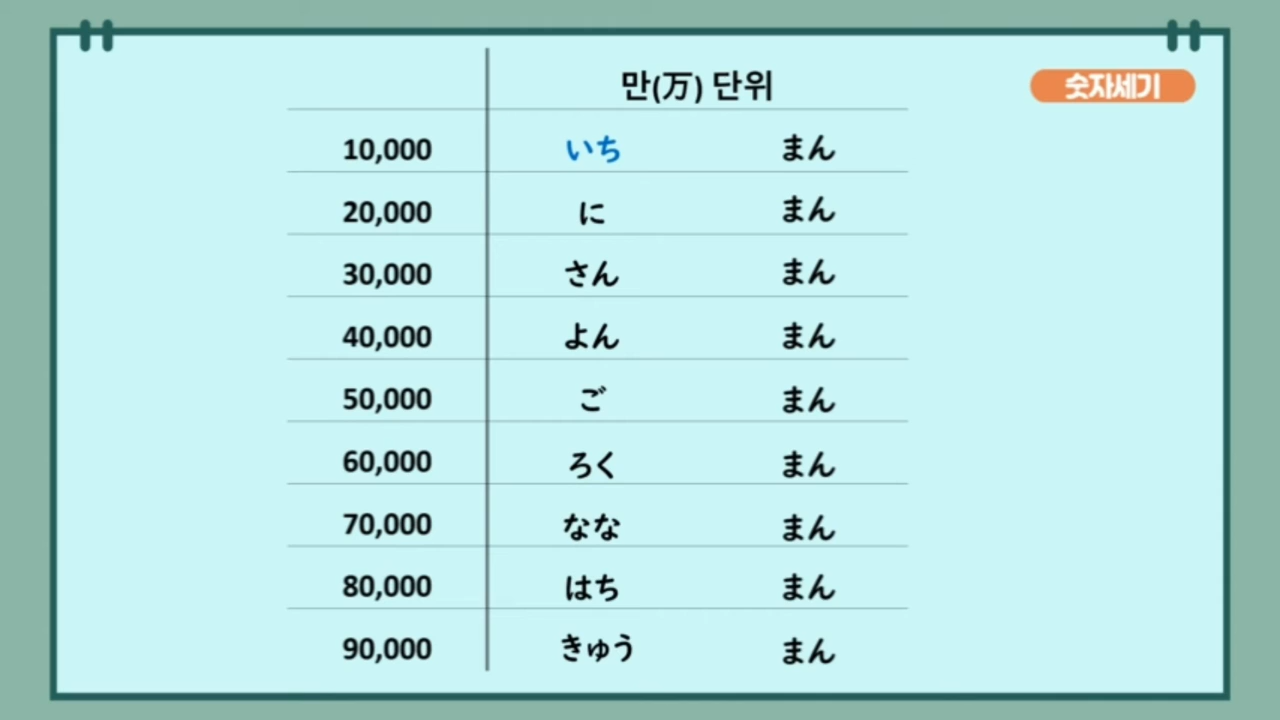 만(万) 단위
숫자세기
10,000 いち まん
20,000 に まん
30,000 さん まん
40,000 よん まん
50,000 ご まん
60,000 ろく まん
70,000 なな まん
80,000 はち まん
90,000 きゅう まん